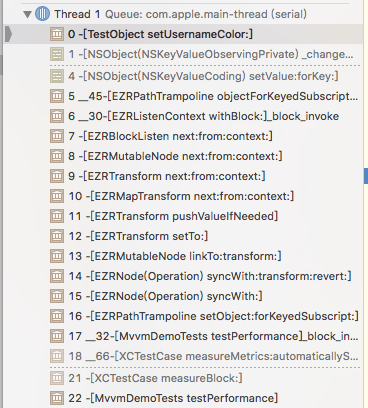 Thread 1 Queue: com.apple.main-thread (serial)
0 -[TestObject setUsernameColor:]
1 -[NSObject(NSKeyValueObservingPrivate) _change...
4 -[NSObject(NSKeyValueCoding) setValue:forKey:]
5 __45-[EZRPathTrampoline objectForKeyedSubscript...
6 __30-[EZRListenContext withBlock:]_block_invoke
7 -[EZRBlockListen next:from:context:]
8 -[EZRMutableNode next:from:context:]
9 -[EZRTransform next:from:context:]
10 -[EZRMapTransform next:from:context:]
11 -[EZRTransform pushValueIfNeeded]
12 -[EZRTransform setTo:]
13 -[EZRMutableNode linkTo:transform:]
14 -[EZRNode(Operation) syncWith:transform:revert:]
15 -[EZRNode(Operation) syncWith:]
16 -[EZRPathTrampoline setObject:forKeyedSubscript:]
17 __32-[MvvmDemoTests testPerformance]_block_in...
18 __66-[XCTestCase measureMetrics:automaticallyS...
21 -[XCTestCase measureBlock:]
22 -[MvvmDemoTests testPerformance]